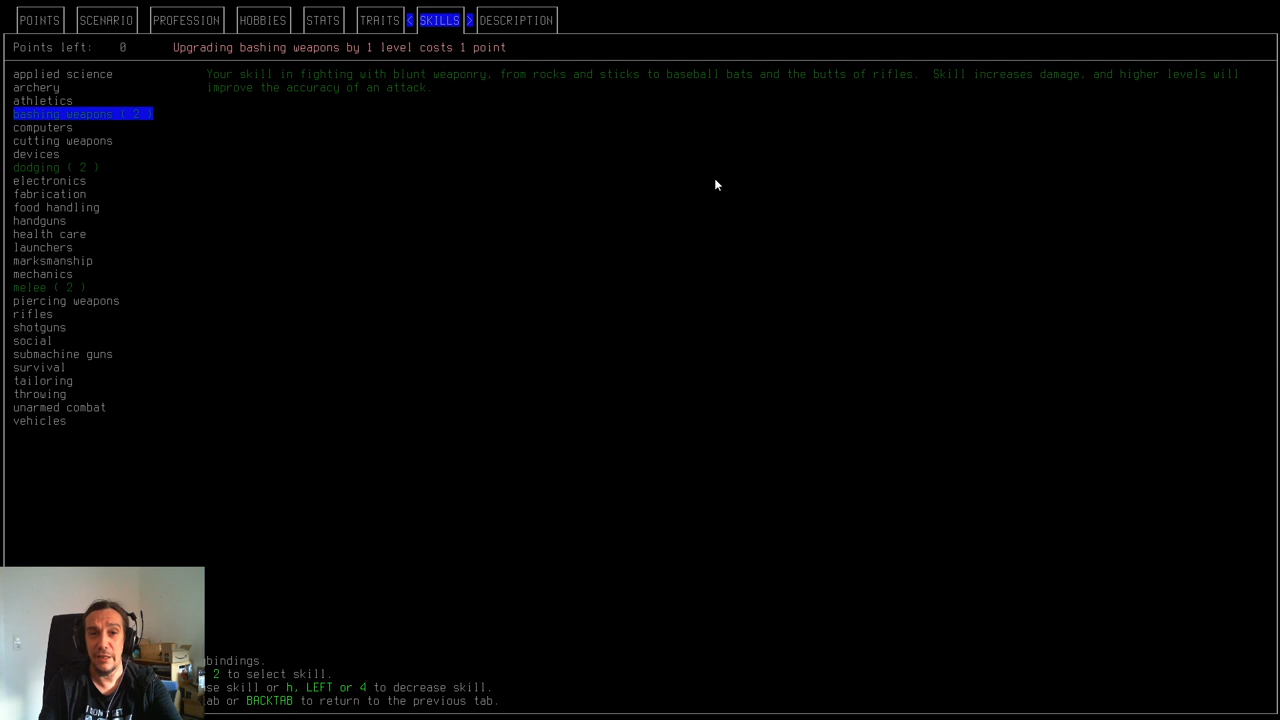 POINTS SCENARIO PROFESSION HOBBIES STATS TRAITS < SKILLS > DESCRIPTION
Points left: 0 Upgrading bashing weapons by 1 level costs 1 point
applied science
archery
athletics
bashing weapons ( 2 )
computers
cutting weapons
devices
dodging ( 2 )
electronics
fabrication
food handling
handguns
health care
launchers
marksmanship
mechanics
melee ( 2 )
piercing weapons
rifles
shotguns
social
submachine guns
survival
tailoring
throwing
unarmed combat
vehicles
Your skill in fighting with blunt weaponry, from rocks and sticks to baseball bats and the butts of rifles. Skill increases damage, and higher levels will
improve the accuracy of an attack.
bindings.
2 to select skill.
se skill or h, LEFT or 4 to decrease skill.
ab or BACKTAB to return to the previous tab.